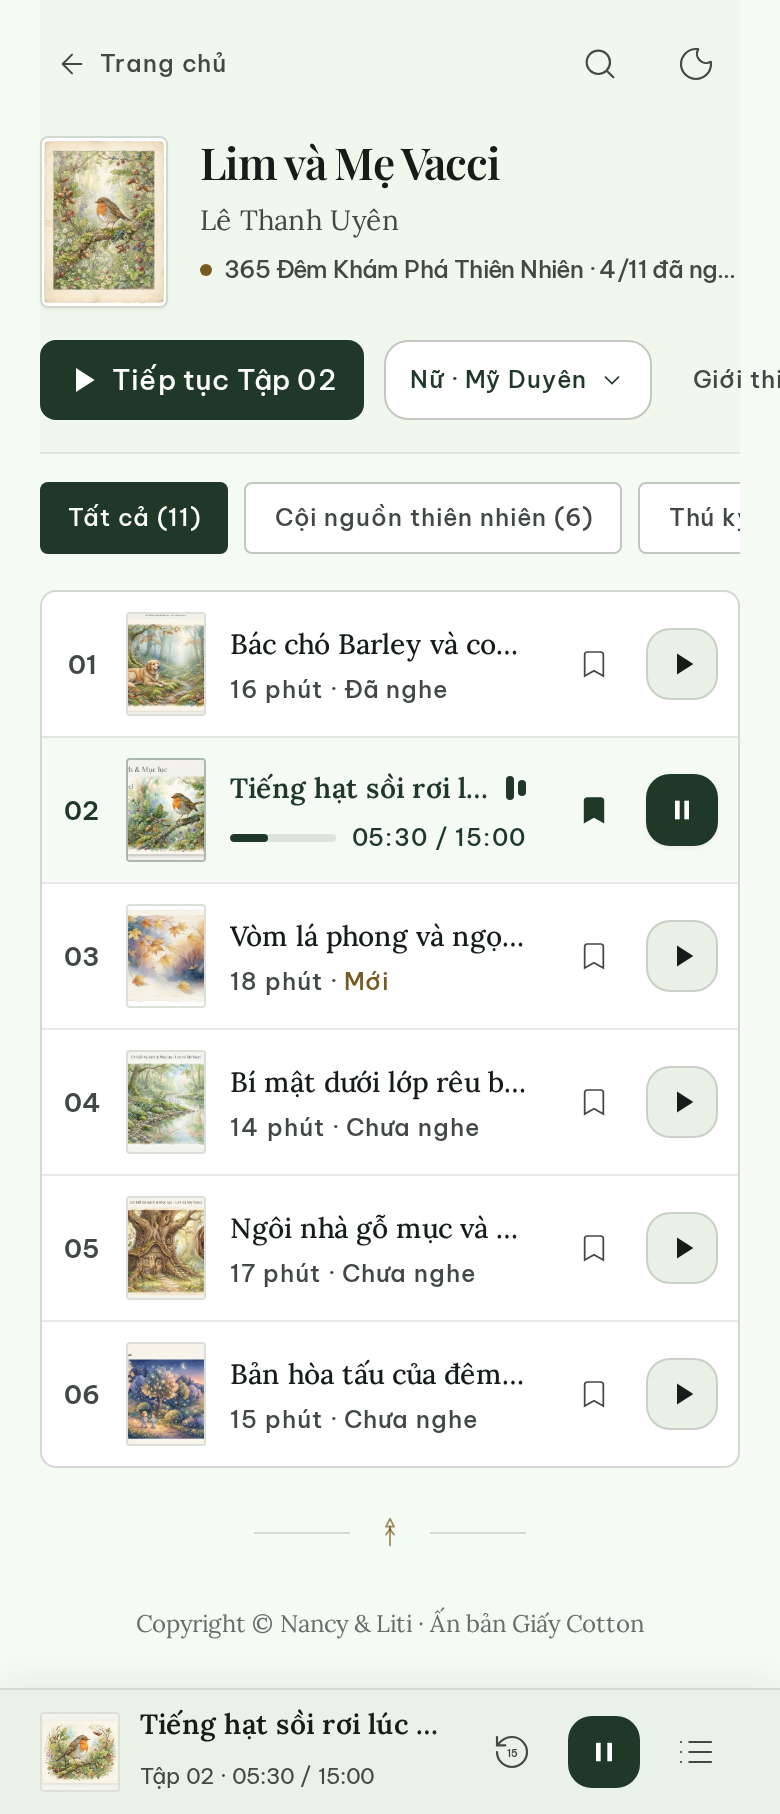 Trang chủ
Lim và Mẹ Vacci
Lê Thanh Uyên
365 Đêm Khám Phá Thiên Nhiên · 4/11 đã ng...
Tiếp tục Tập 02
Nữ · Mỹ Duyên
Giới thi
Tất cả (11)
Cội nguồn thiên nhiên (6)
Thú k
01
Bác chó Barley và co...
16 phút · Đã nghe
02
Tiếng hạt sồi rơi l...
05:30 / 15:00
03
Vòm lá phong và ngọ...
18 phút · Mới
04
Bí mật dưới lớp rêu b...
14 phút · Chưa nghe
05
Ngôi nhà gỗ mục và ...
17 phút · Chưa nghe
06
Bản hòa tấu của đêm...
15 phút · Chưa nghe
Copyright © Nancy & Liti · Ấn bản Giấy Cotton
Tiếng hạt sồi rơi lúc ...
Tập 02 · 05:30 / 15:00
15